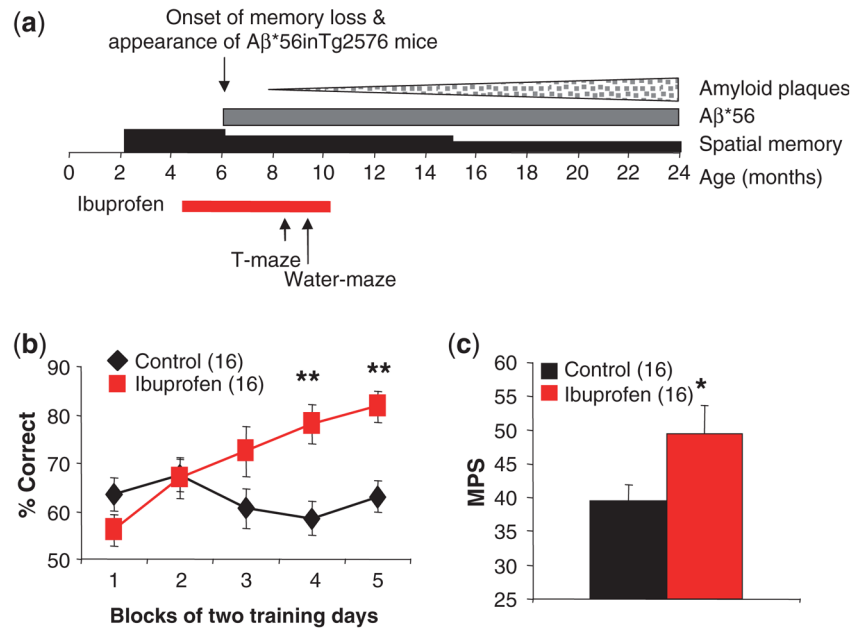 (a)
Onset of memory loss &
appearance of Aβ*56inTg2576 mice
Amyloid plaques
Aβ*56
Spatial memory
0 2 4 6 8 10 12 14 16 18 20 22 24 Age (months)
Ibuprofen
T-maze
Water-maze
(b)
Control (16)
Ibuprofen (16)
** **
% Correct
90
80
70
60
50
1 2 3 4 5
Blocks of two training days
(c)
Control (16)
Ibuprofen (16) *
MPS
60
55
50
45
40
35
30
25